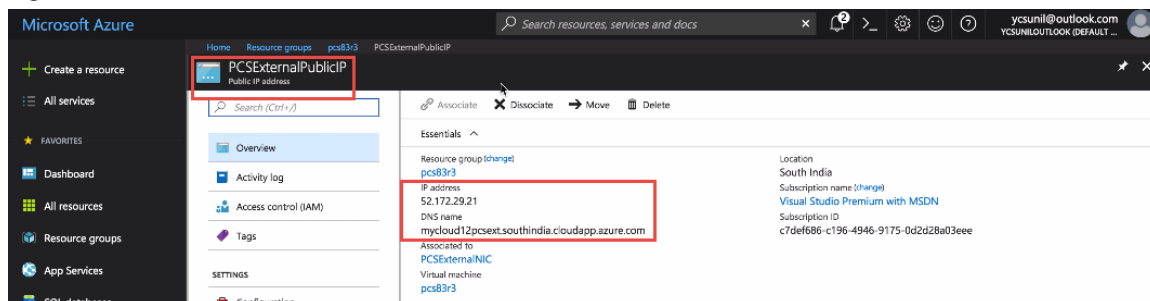 Microsoft Azure
Search resources, services and docs
2
ycsunil@outlook.com
YCSUNILOUTLOOK (DEFAULT ...
Home Resource groups pcs83r3 PCSExternalPublicIP
PCSExternalPublicIP
Public IP address
Create a resource
All services
FAVORITES
Dashboard
All resources
Resource groups
App Services
SQL databases
Search (Ctrl+/)
Overview
Activity log
Access control (IAM)
Tags
SETTINGS
Configuration
Associate Dissociate Move Delete
Essentials
Resource group (change)
pcs83r3
IP address
52.172.29.21
DNS name
mycloud12pcsext.southindia.cloudapp.azure.com
Associated to
PCSExternalNIC
Virtual machine
pcs83r3
Location
South India
Subscription name (change)
Visual Studio Premium with MSDN
Subscription ID
c7def686-c196-4946-9175-0d2d28a03eee